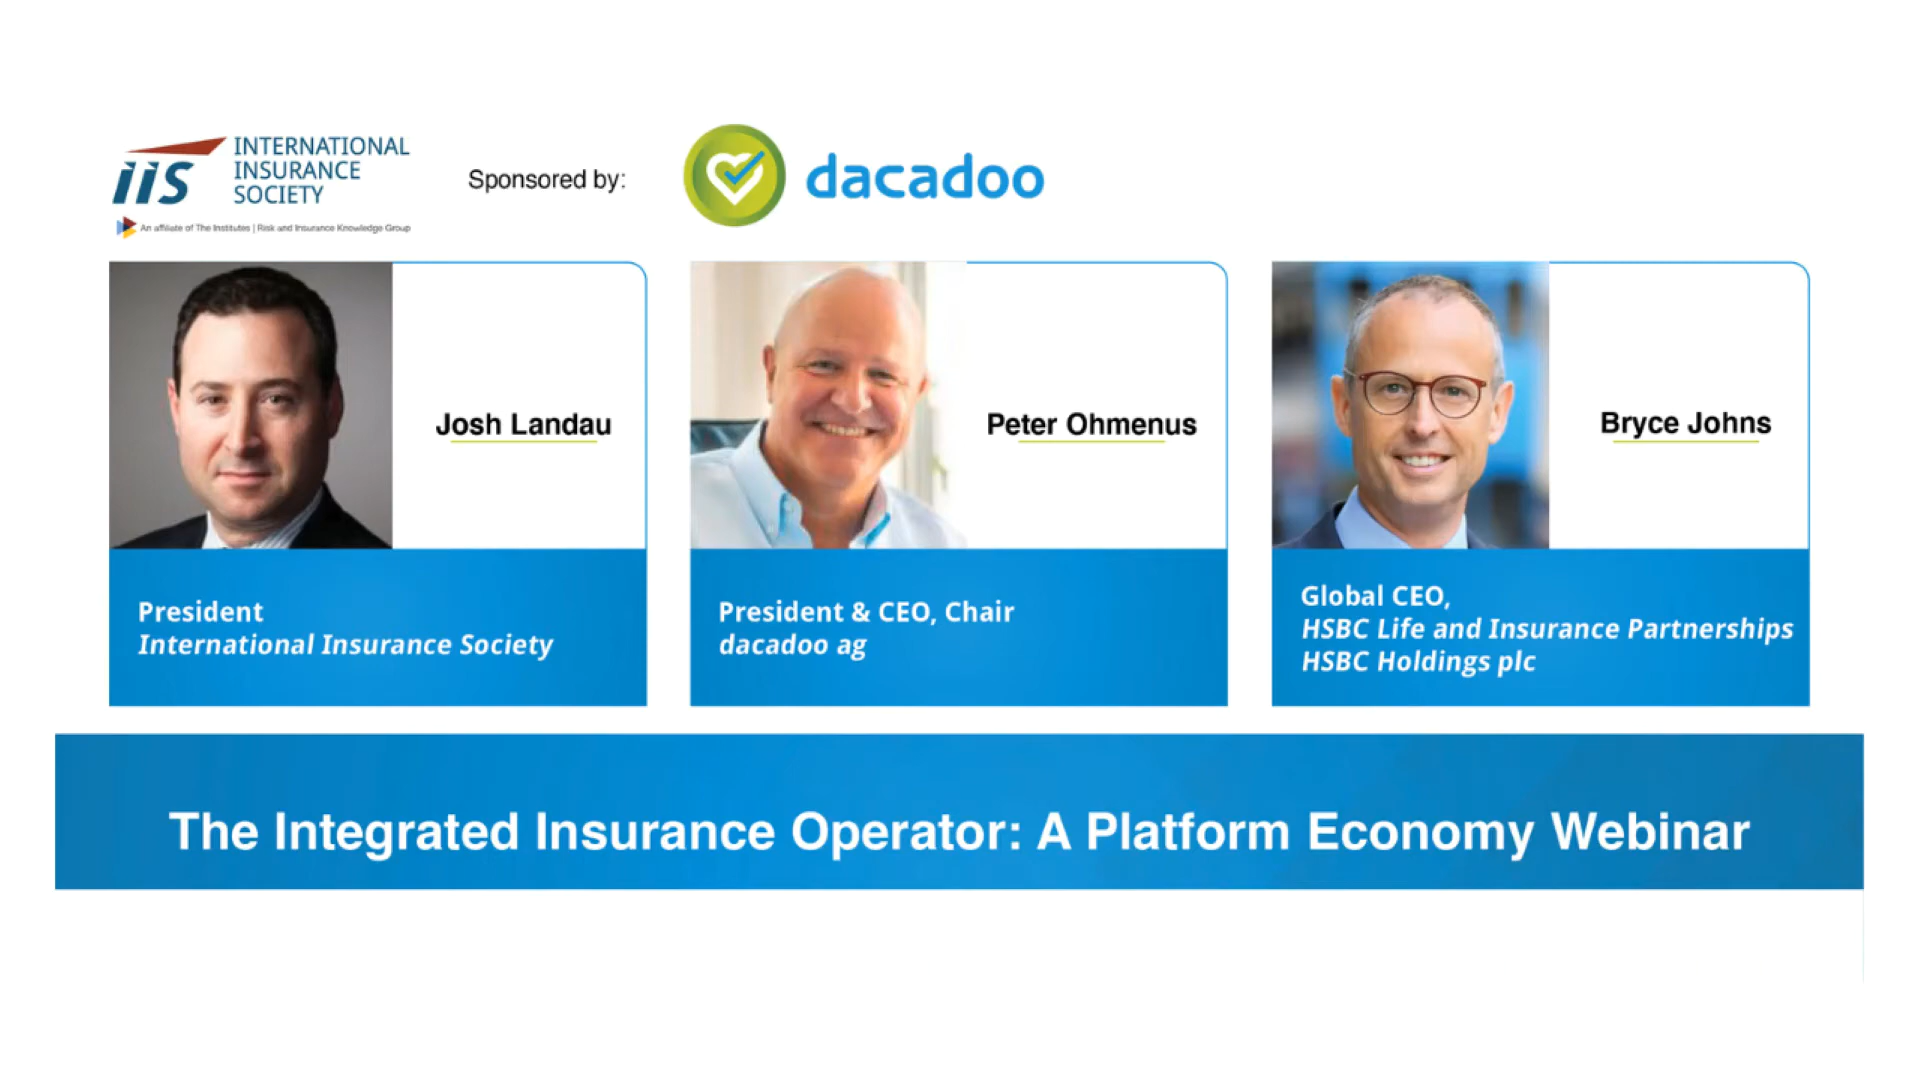 iis
INTERNATIONAL
INSURANCE
SOCIETY
An affiliate of The Institutes | Risk and Insurance Knowledge Group
Sponsored by:
dacadoo
Josh Landau
President
International Insurance Society
Peter Ohmenus
President & CEO, Chair
dacadoo ag
Bryce Johns
Global CEO,
HSBC Life and Insurance Partnerships
HSBC Holdings plc
The Integrated Insurance Operator: A Platform Economy Webinar